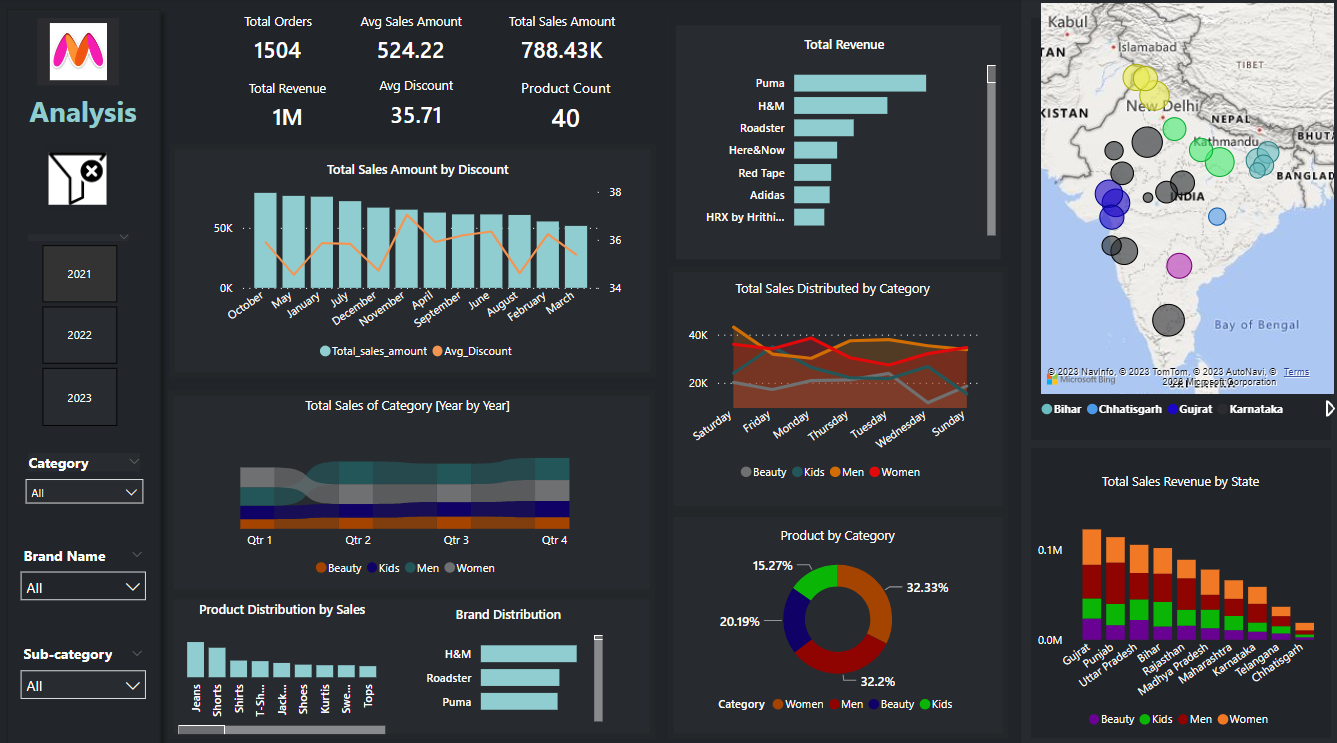 Analysis
2021
2022
2023
Category
All
Brand Name
All
Sub-category
All
Total Orders
1504
Avg Sales Amount
524.22
Total Sales Amount
788.43K
Total Revenue
1M
Avg Discount
35.71
Product Count
40
Total Sales Amount by Discount
50K
0K
38
36
34
October
May
January
July
December
November
April
September
June
August
February
March
Total_sales_amount
Avg_Discount
Total Sales of Category [Year by Year]
Qtr 1
Qtr 2
Qtr 3
Qtr 4
Beauty
Kids
Men
Women
Product Distribution by Sales
Jeans
Shorts
Shirts
T-Sh...
Jack...
Shoes
Kurtis
Swe...
Tops
Brand Distribution
H&M
Roadster
Puma
Total Revenue
Puma
H&M
Roadster
Here&Now
Red Tape
Adidas
HRX by Hrithi...
Total Sales Distributed by Category
40K
20K
Saturday
Friday
Monday
Thursday
Tuesday
Wednesday
Sunday
Beauty
Kids
Men
Women
Product by Category
15.27%
32.33%
20.19%
32.2%
Category
Women
Men
Beauty
Kids
Kabul
Islamabad
TAN
TIBET
New Delhi
KISTAN
NEPAL
Kathmandu
BHUT
BANGLAD
INDIA
Bay of Bengal
© 2023 NavInfo, © 2023 TomTom, © 2023 AutoNavi, © 2023 Microsoft Corporation
Terms
Microsoft Bing
Bihar
Chhatisgarh
Gujrat
Karnataka
Total Sales Revenue by State
0.1M
0.0M
Gujrat
Punjab
Uttar Pradesh
Bihar
Rajasthan
Madhya Pradesh
Maharastra
Karnataka
Telangana
Chhatisgarh
Beauty
Kids
Men
Women